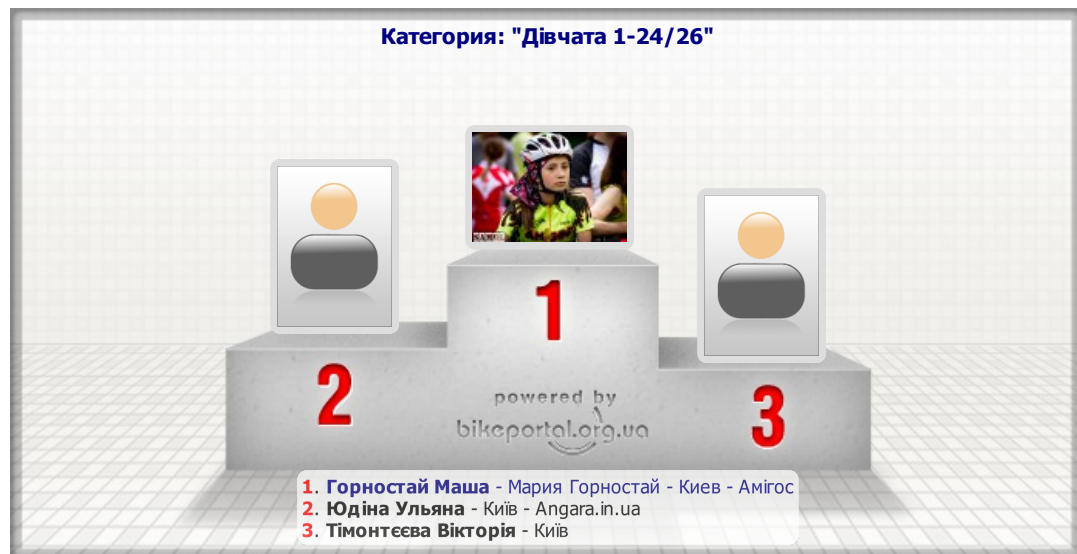 Категория: "Дівчата 1-24/26"
1
2
3
powered by
bikeportal.org.ua
1. Горностай Маша - Мария Горностай - Киев - Амігос
2. Юдіна Ульяна - Київ - Angara.in.ua
3. Тімонтєєва Вікторія - Київ